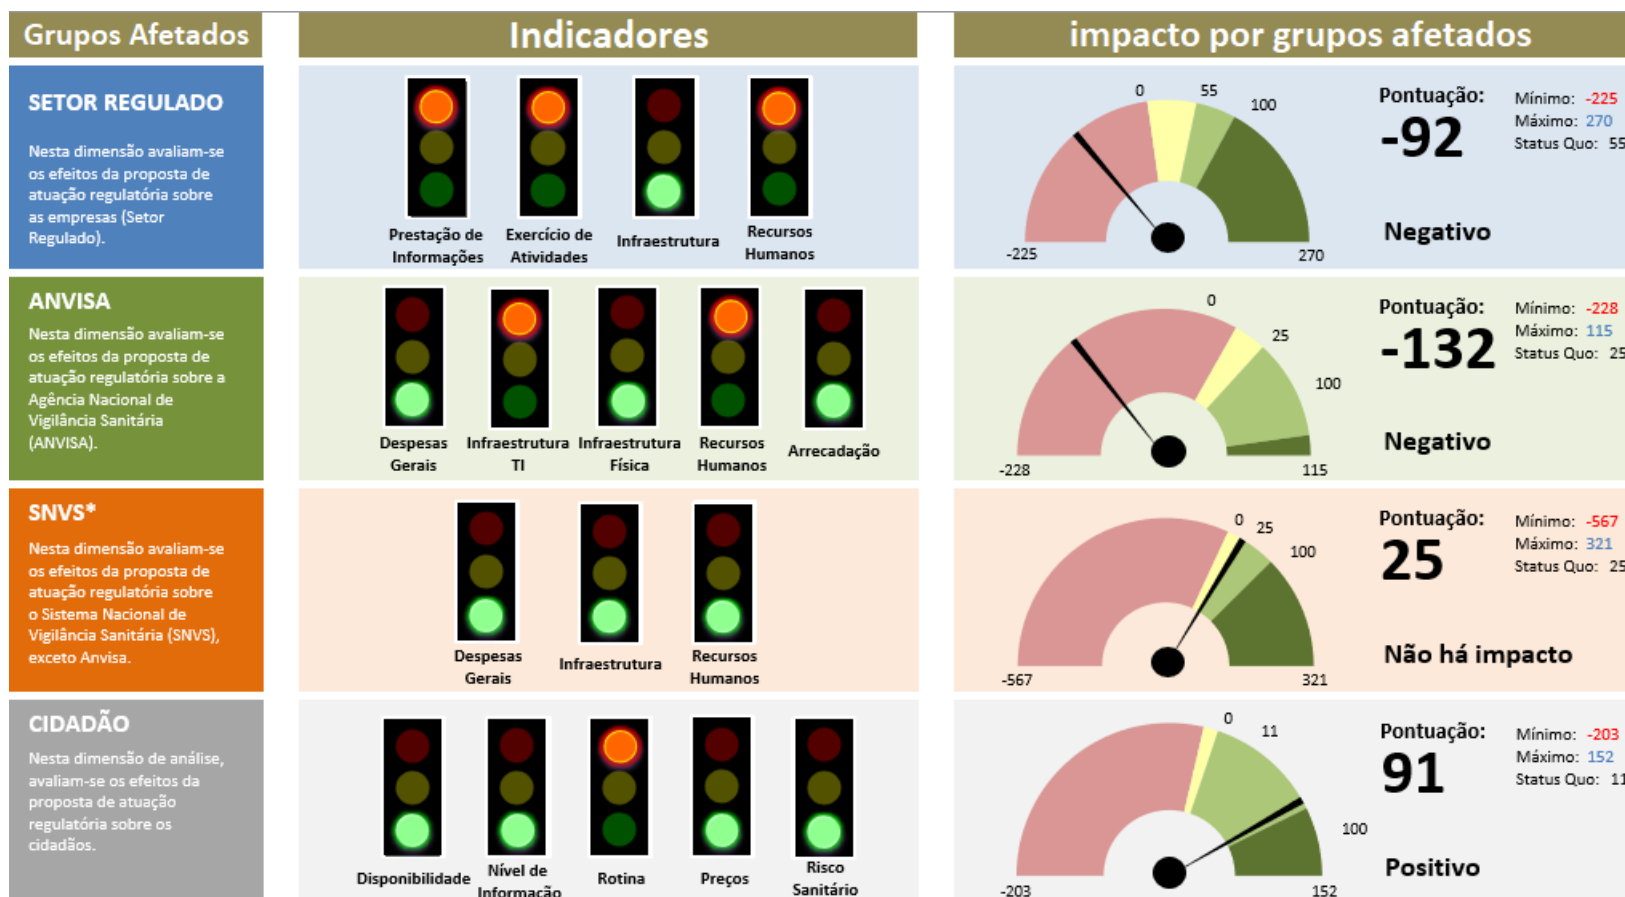 Grupos Afetados
Indicadores
impacto por grupos afetados
SETOR REGULADO
Nesta dimensão avaliam-se
os efeitos da proposta de
atuação regulatória sobre
as empresas (Setor
Regulado).
Prestação de
Informações
Exercício de
Atividades
Infraestrutura
Recursos
Humanos
0
55
100
-225
270
Pontuação:
-92
Mínimo: -225
Máximo: 270
Status Quo: 55
Negativo
ANVISA
Nesta dimensão avaliam-se
os efeitos da proposta de
atuação regulatória sobre a
Agência Nacional de
Vigilância Sanitária
(ANVISA).
Despesas
Gerais
Infraestrutura
TI
Infraestrutura
Física
Recursos
Humanos
Arrecadação
0
25
100
-228
115
Pontuação:
-132
Mínimo: -228
Máximo: 115
Status Quo: 25
Negativo
SNVS*
Nesta dimensão avaliam-se
os efeitos da proposta de
atuação regulatória sobre
o Sistema Nacional de
Vigilância Sanitária (SNVS),
exceto Anvisa.
Despesas
Gerais
Infraestrutura
Recursos
Humanos
0
25
100
-567
321
Pontuação:
25
Mínimo: -567
Máximo: 321
Status Quo: 25
Não há impacto
CIDADÃO
Nesta dimensão de análise,
avaliam-se os efeitos da
proposta de atuação
regulatória sobre os
cidadãos.
Disponibilidade
Nível de
Informação
Rotina
Preços
Risco
Sanitário
0
11
100
-203
152
Pontuação:
91
Mínimo: -203
Máximo: 152
Status Quo: 11
Positivo